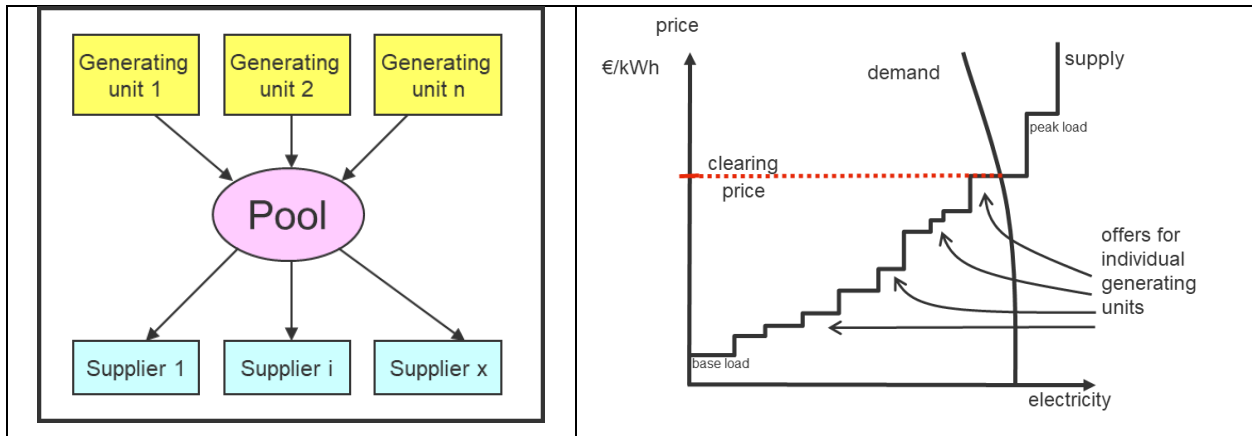 Generating
unit 1
Generating
unit 2
Generating
unit n
Pool
Supplier 1
Supplier i
Supplier x
price
€/kWh
demand
supply
peak load
clearing
price
offers for
individual
generating
units
base load
electricity